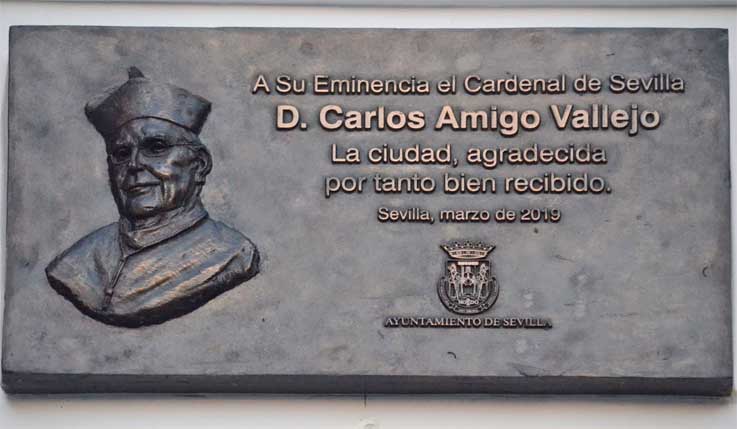 A Su Eminencia el Cardenal de Sevilla
D. Carlos Amigo Vallejo
La ciudad, agradecida
por tanto bien recibido.
Sevilla, marzo de 2019
AYUNTAMIENTO DE SEVILLA